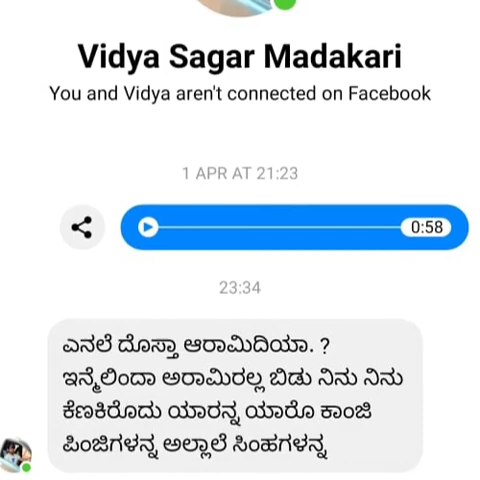 Vidya Sagar Madakari
You and Vidya aren't connected on Facebook
1 APR AT 21:23
0:58
23:34
ಎನಲೆ ದೊಸ್ತಾ ಆರಾಮಿದಿಯಾ. ?
ಇನ್ಮೆಲಿಂದಾ ಅರಾಮಿರಲ್ಲ ಬಿಡು ನಿನು ನಿನು
ಕೆಣಕಿರೊದು ಯಾರನ್ನ ಯಾರೊ ಕಾಂಜಿ
ಪಿಂಜಿಗಳನ್ನ ಅಲ್ಲಾಲೆ ಸಿಂಹಗಳನ್ನ